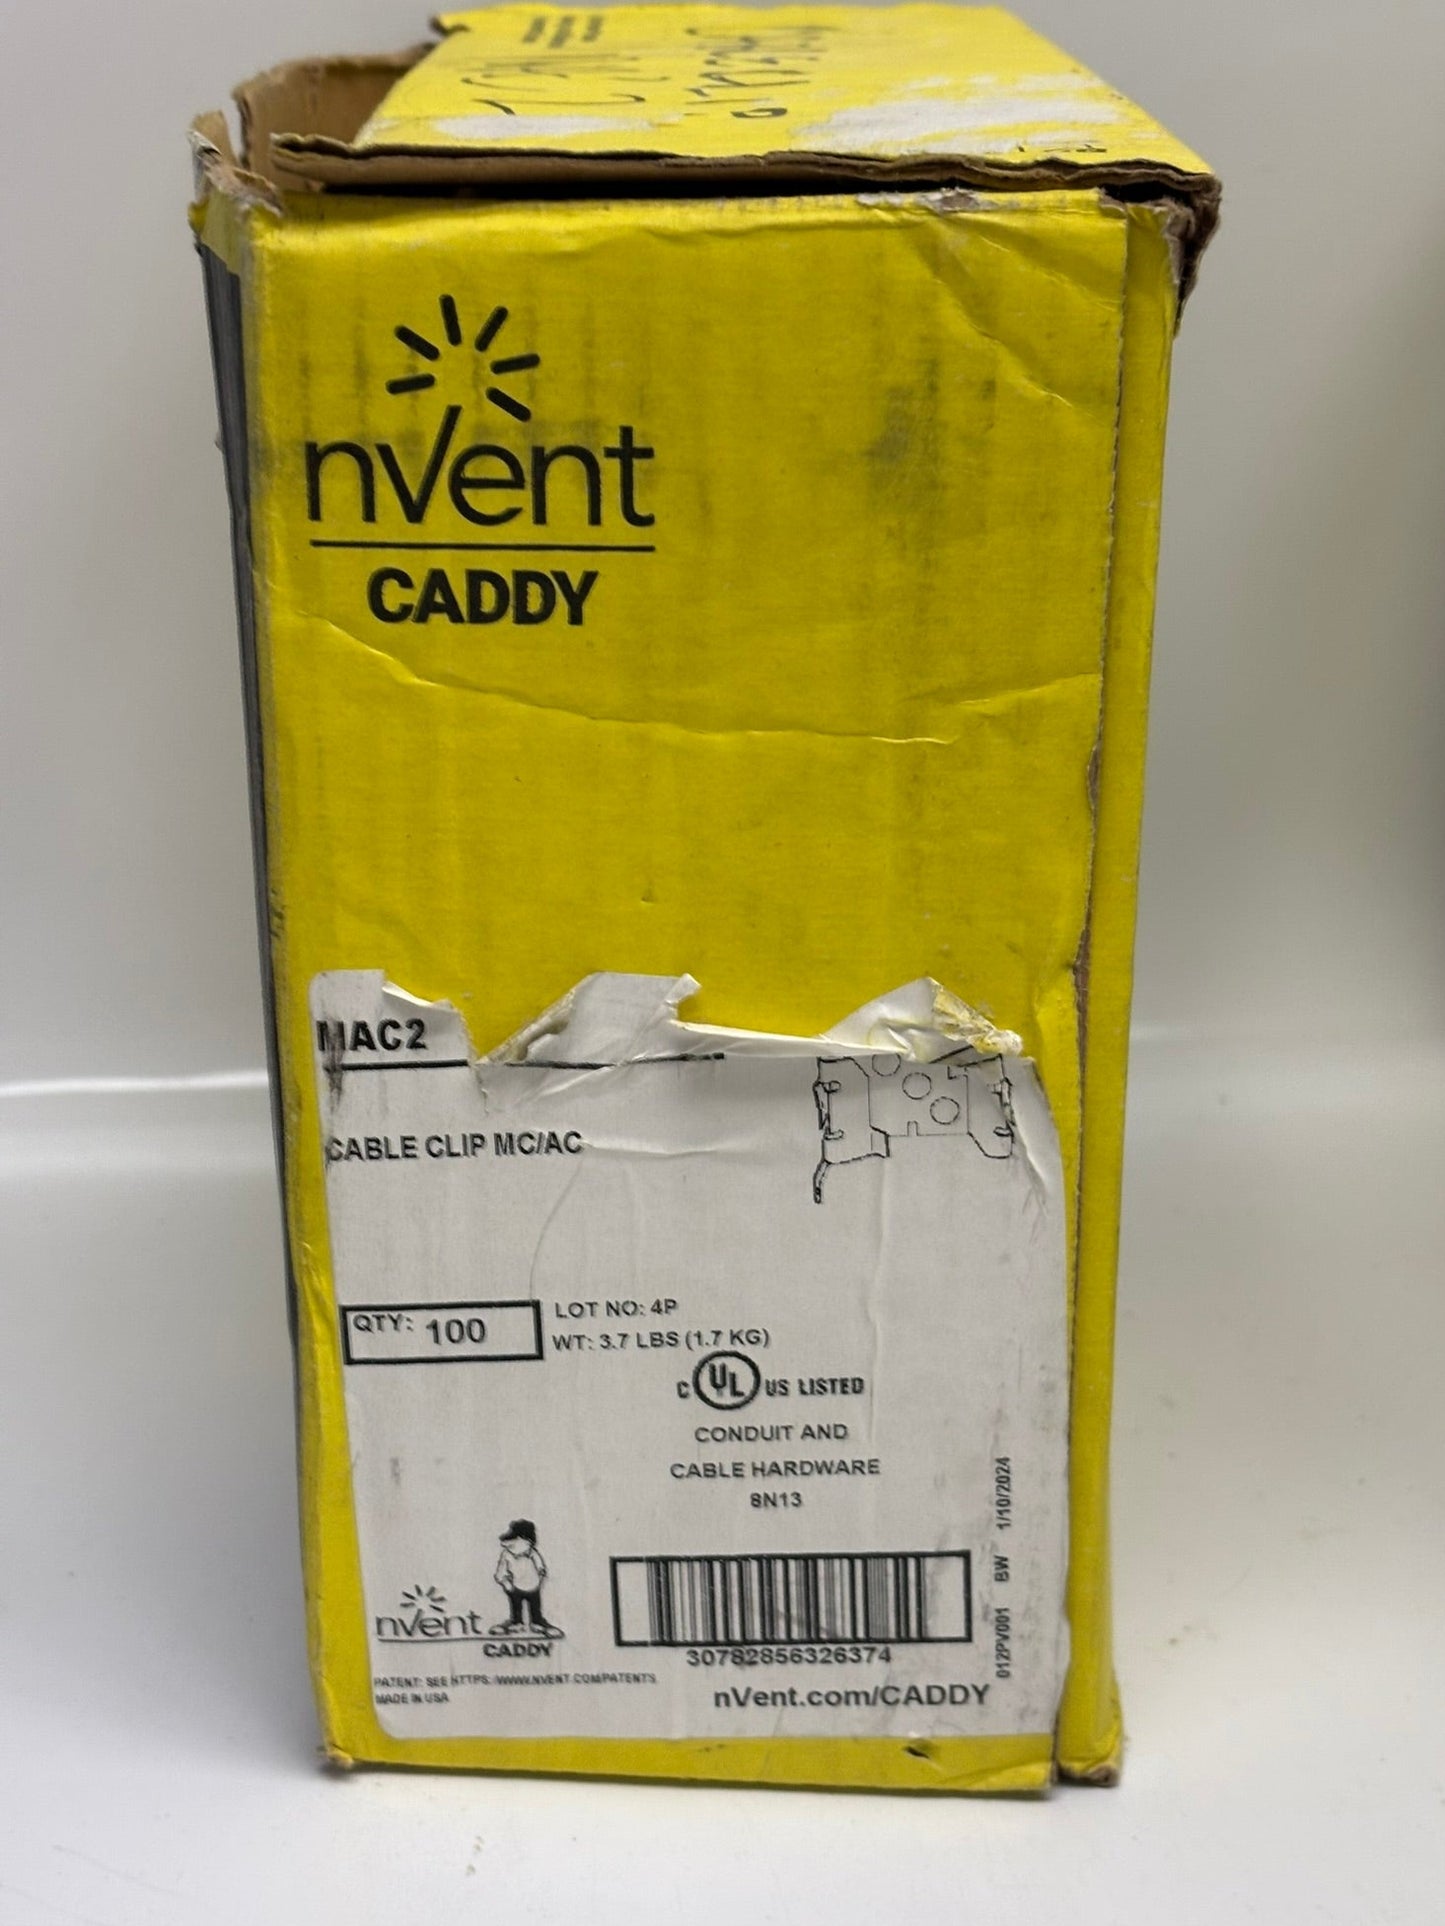 nVent
CADDY
MAC2
CABLE CLIP MC/AC
QTY: 100
LOT NO: 4P
WT: 3.7 LBS (1.7 KG)
C UL US LISTED
CONDUIT AND
CABLE HARDWARE
8N13
012PV001 BW 1/10/2024
nVent
CADDY
30782856326374
PATENT: SEE HTTPS://WWW.NVENT.COM/PATENTS
MADE IN USA
nVent.com/CADDY